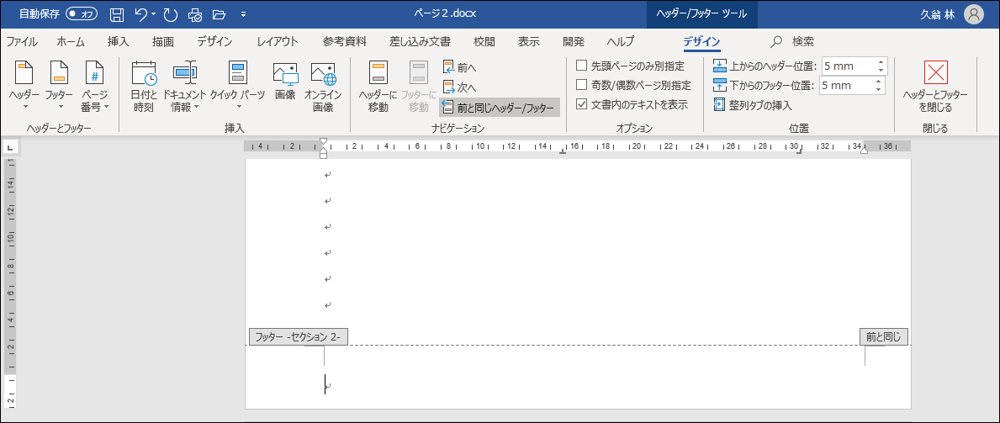 自動保存 オフ ページ２.docx ヘッダー/フッター ツール 久翁 林
ファイル ホーム 挿入 描画 デザイン レイアウト 参考資料 差し込み文書 校閲 表示 開発 ヘルプ デザイン 検索
ヘッダー
フッター
ページ
番号
ヘッダーとフッター
日付と
時刻
ドキュメント
情報
クイック パーツ
画像
オンライン
画像
挿入
ヘッダーに
移動
フッターに
移動
前へ
次へ
前と同じヘッダー/フッター
ナビゲーション
先頭ページのみ別指定
奇数/偶数ページ別指定
文書内のテキストを表示
オプション
上からのヘッダー位置: 5 mm
下からのフッター位置: 5 mm
整列タブの挿入
位置
ヘッダーとフッター
を閉じる
閉じる
4 2 2 4 6 8 10 12 14 16 18 20 22 24 26 28 30 32 34 36
14
12
10
8
6
4
2
2
フッター -セクション 2-
前と同じ